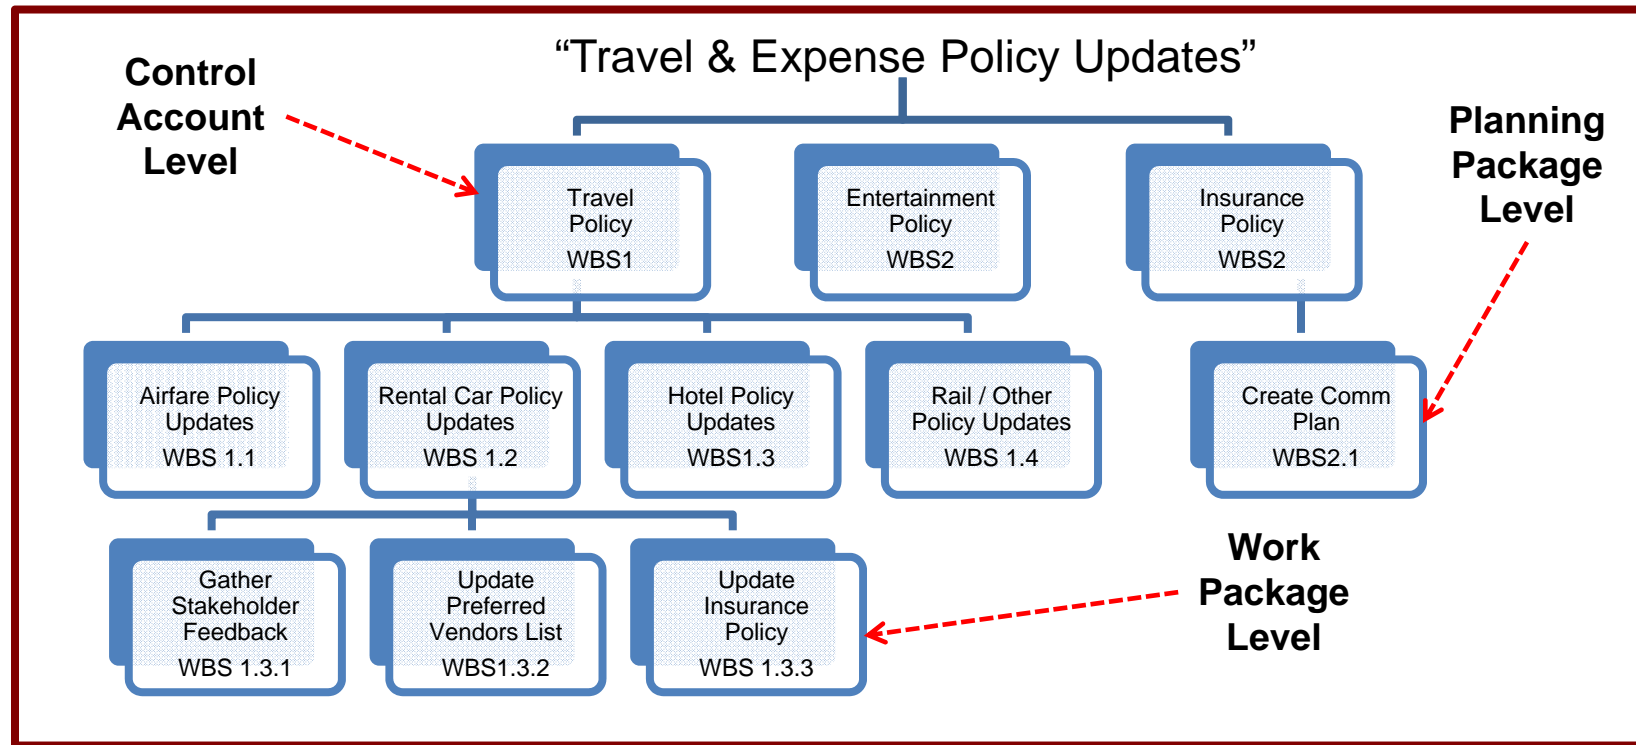 “Travel & Expense Policy Updates”
Control
Account
Level
Planning
Package
Level
Travel
Policy
WBS1
Entertainment
Policy
WBS2
Insurance
Policy
WBS2
Airfare Policy
Updates
WBS 1.1
Rental Car Policy
Updates
WBS 1.2
Hotel Policy
Updates
WBS1.3
Rail / Other
Policy Updates
WBS 1.4
Create Comm
Plan
WBS2.1
Gather
Stakeholder
Feedback
WBS 1.3.1
Update
Preferred
Vendors List
WBS1.3.2
Update
Insurance
Policy
WBS 1.3.3
Work
Package
Level